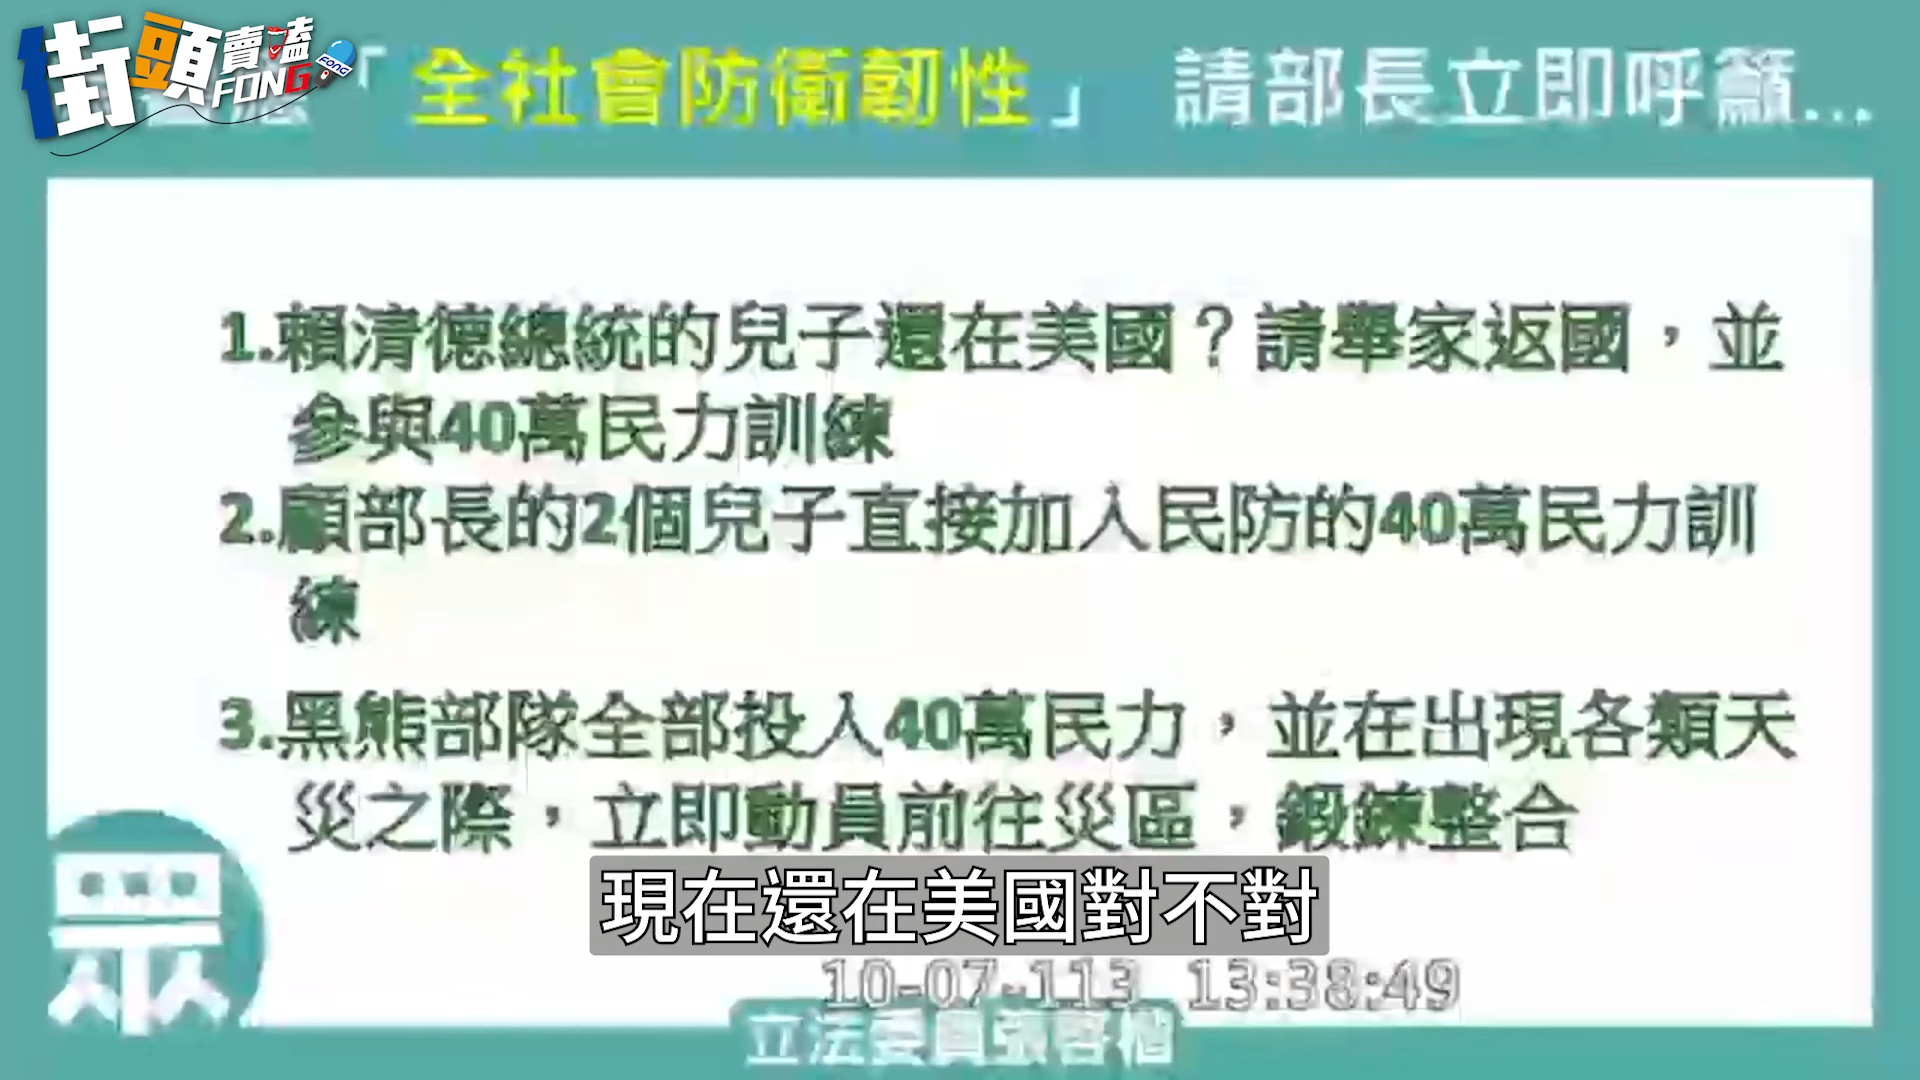 街頭賣嗑
FONG
FONG
「全社會防衛韌性」 請部長立即呼籲...
1.賴清德總統的兒子還在美國?請舉家返國,並
參與40萬民力訓練
2.顧部長的2個兒子直接加入民防的40萬民力訓
練
3.黑熊部隊全部投入40萬民力,並在出現各類天
災之際,立即動員前往災區,鍛鍊整合
現在還在美國對不對
眾
10-07-113 13:38:49
立法委員張啓楷